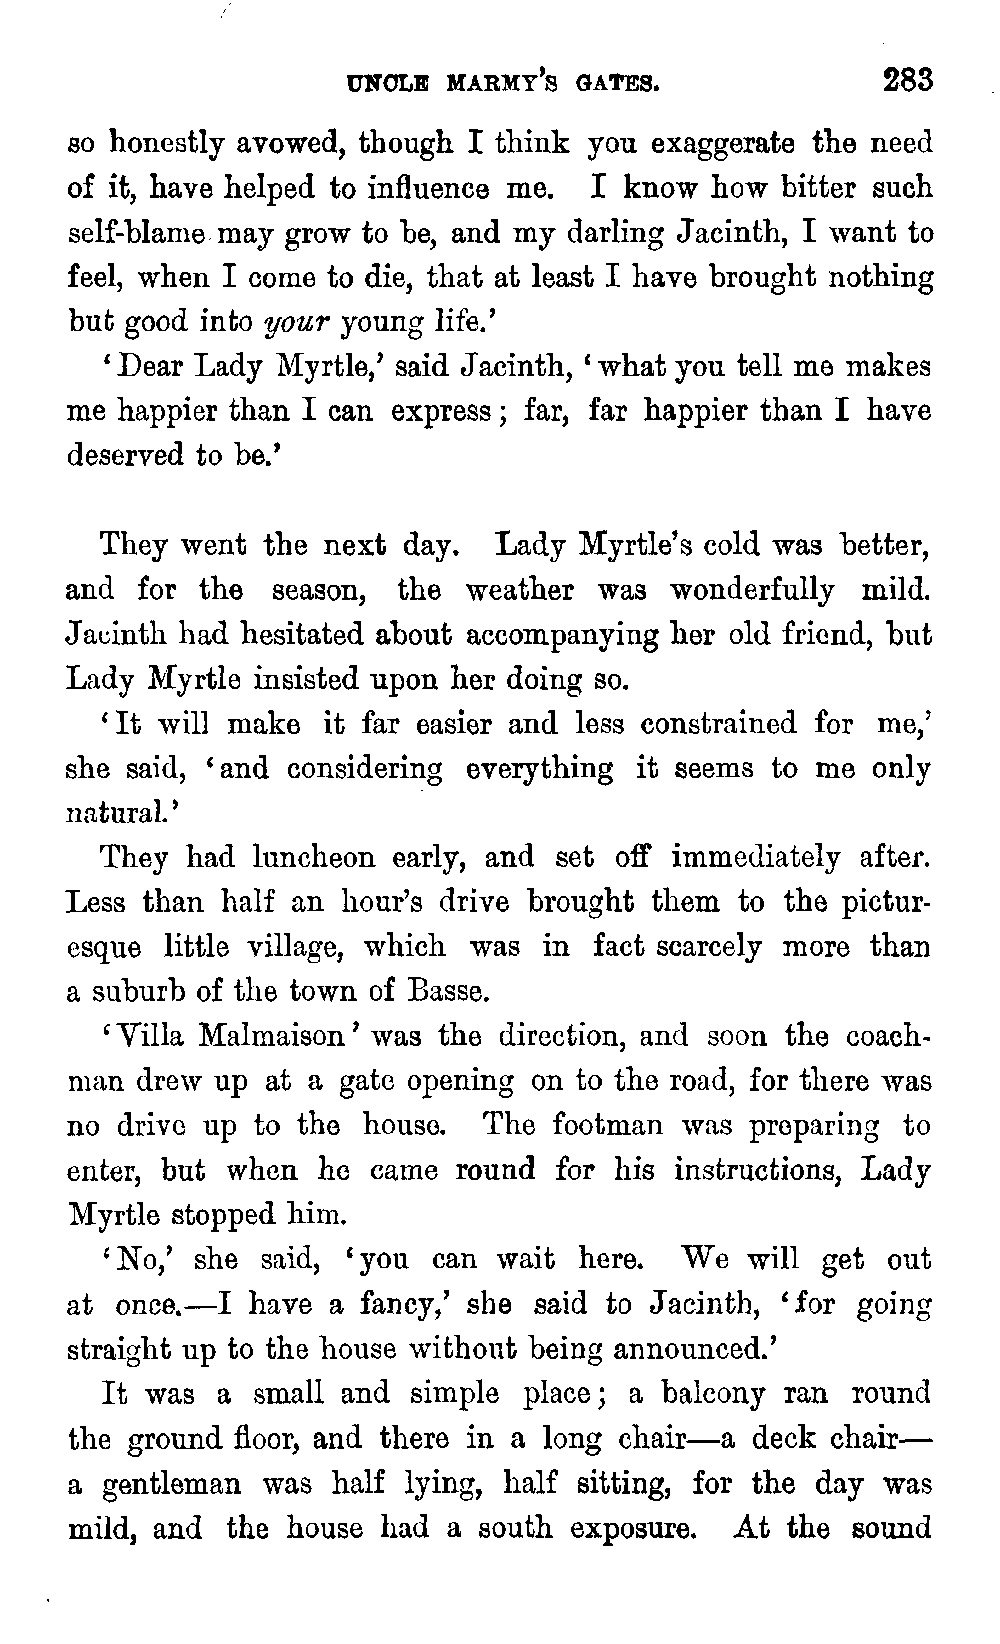 UNCLE MARMY'S GATES. 283
so honestly avowed, though I think you exaggerate the need
of it, have helped to influence me. I know how bitter such
self-blame may grow to be, and my darling Jacinth, I want to
feel, when I come to die, that at least I have brought nothing
but good into your young life.'
'Dear Lady Myrtle,' said Jacinth, 'what you tell me makes
me happier than I can express; far, far happier than I have
deserved to be.'
They went the next day. Lady Myrtle's cold was better,
and for the season, the weather was wonderfully mild.
Jacinth had hesitated about accompanying her old friend, but
Lady Myrtle insisted upon her doing so.
'It will make it far easier and less constrained for me,'
she said, 'and considering everything it seems to me only
natural.'
They had luncheon early, and set off immediately after.
Less than half an hour's drive brought them to the pictur-
esque little village, which was in fact scarcely more than
a suburb of the town of Basse.
'Villa Malmaison' was the direction, and soon the coach-
man drew up at a gate opening on to the road, for there was
no drive up to the house. The footman was preparing to
enter, but when he came round for his instructions, Lady
Myrtle stopped him.
'No,' she said, 'you can wait here. We will get out
at once.—I have a fancy,' she said to Jacinth, 'for going
straight up to the house without being announced.'
It was a small and simple place; a balcony ran round
the ground floor, and there in a long chair—a deck chair—
a gentleman was half lying, half sitting, for the day was
mild, and the house had a south exposure. At the sound